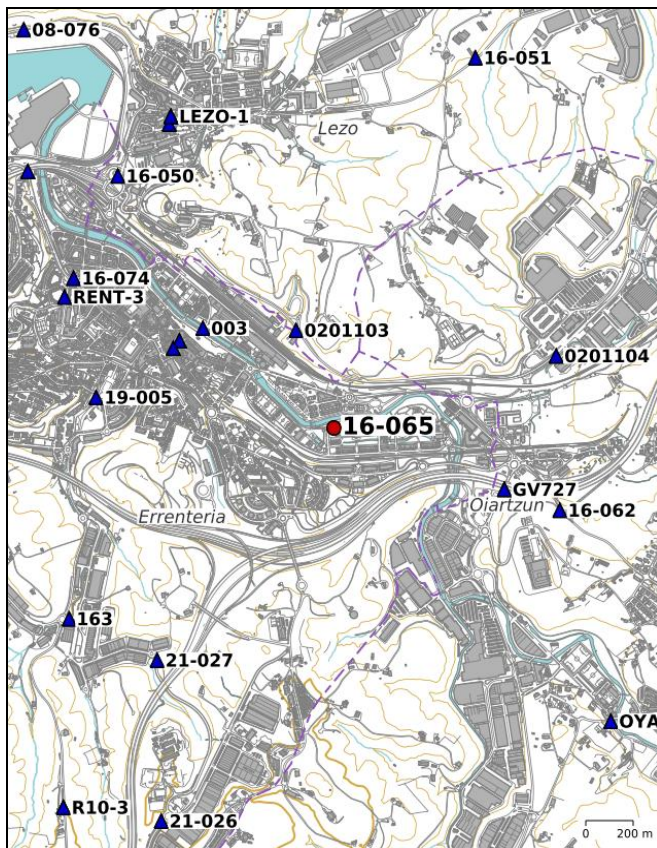 08-076
16-051
LEZO-1
Lezo
16-050
16-074
RENT-3
003
0201103
0201104
19-005
16-065
GV727
Oiartzun
16-062
Errenteria
163
21-027
OYA
R10-3
21-026
0
200 m